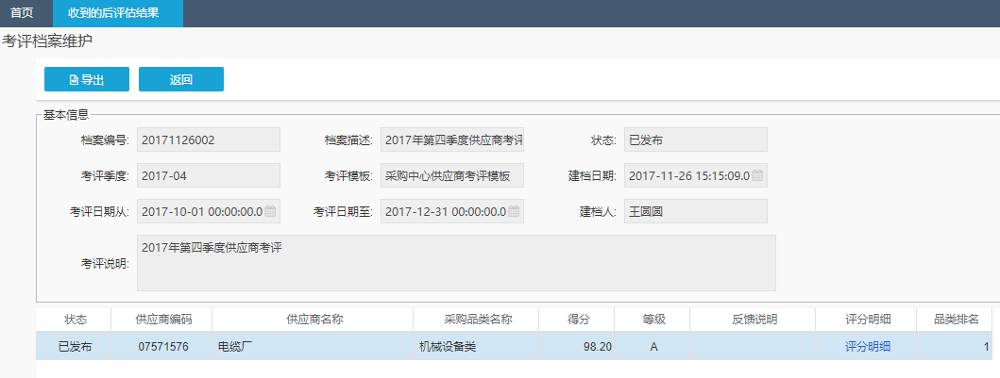 首页 收到的后评估结果
考评档案维护
导出 返回
基本信息
档案编号: 20171126002 档案描述: 2017年第四季度供应商考评 状态: 已发布
考评季度: 2017-04 考评模板: 采购中心供应商考评模板 建档日期: 2017-11-26 15:15:09.0
考评日期从: 2017-10-01 00:00:00.0 考评日期至: 2017-12-31 00:00:00.0 建档人: 王圆圆
考评说明: 2017年第四季度供应商考评
状态 供应商编码 供应商名称 采购品类名称 得分 等级 反馈说明 评分明细 品类排名
已发布 07571576 电缆厂 机械设备类 98.20 A 评分明细 1